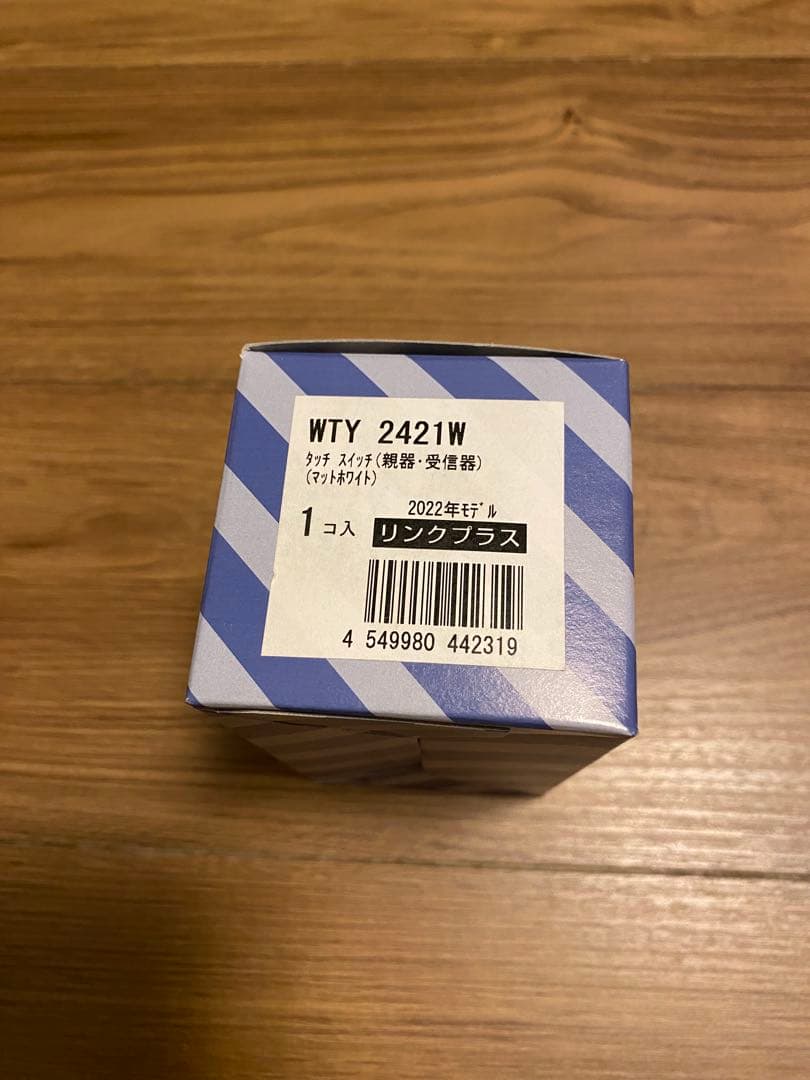 WTY 2421W
ﾀｯﾁ ｽｲｯﾁ(親器･受信器)
(ﾏｯﾄﾎﾜｲﾄ)
2022年ﾓﾃﾞﾙ
1 コ入 リンクプラス
4 549980 442319